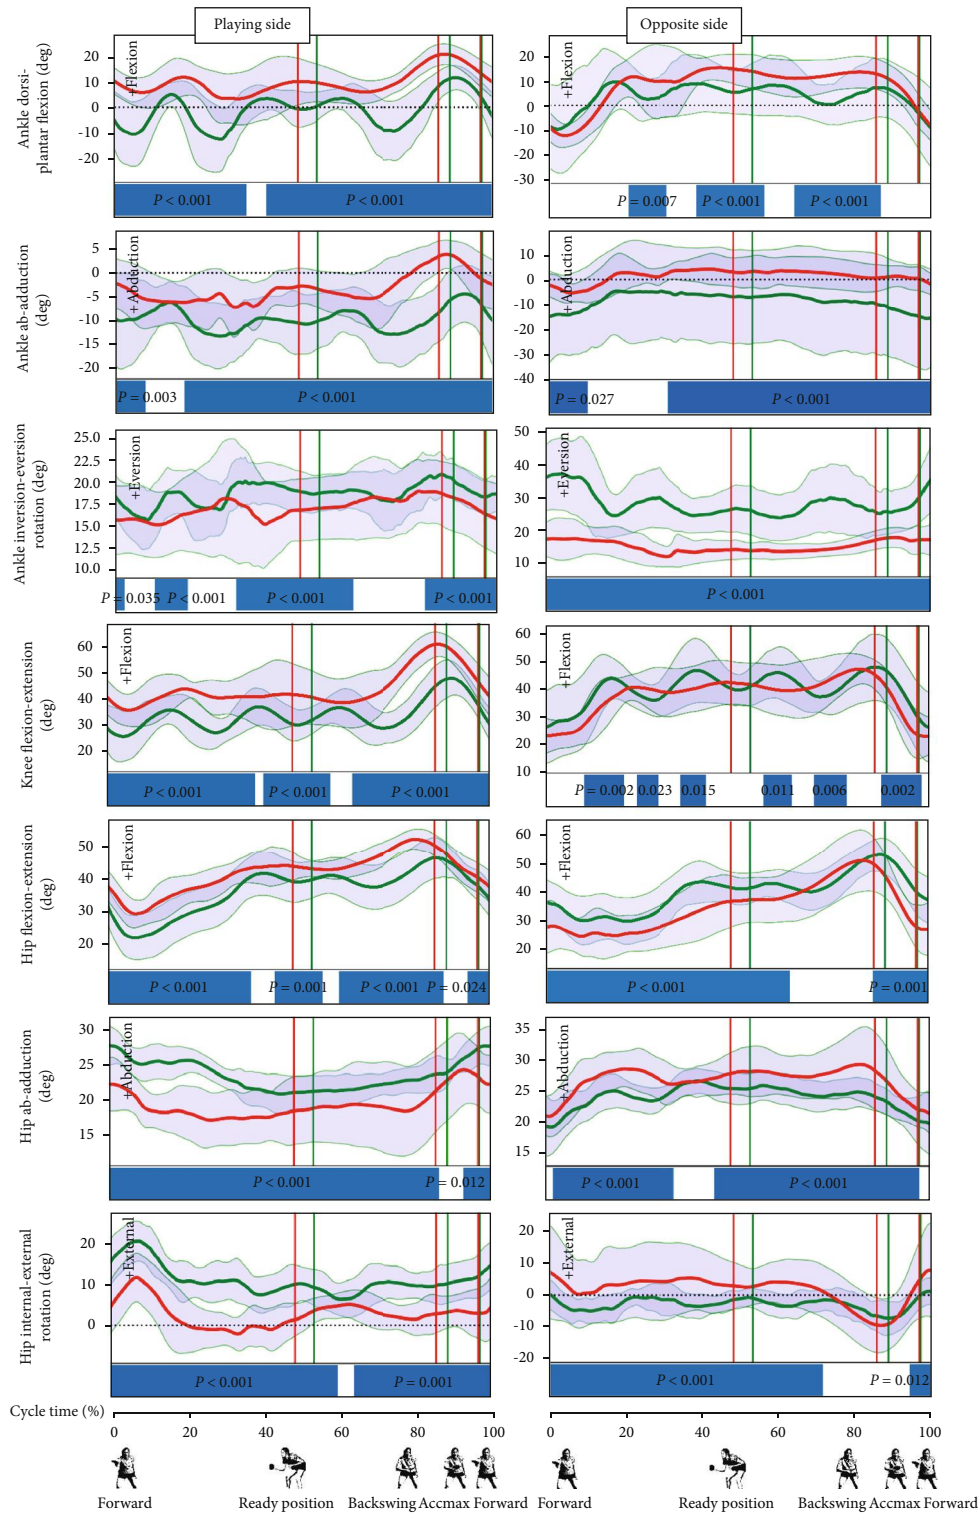 Playing side
Opposite side
Ankle dorsi-
plantar flexion (deg)
+Flexion
20
10
0
-10
-20
P < 0.001
P < 0.001
+Flexion
20
10
0
-10
-20
-30
P = 0.007
P < 0.001
P < 0.001
Ankle ab-adduction
(deg)
+Abduction
5
0
-5
-10
-15
-20
P = 0.003
P < 0.001
+Abduction
10
0
-10
-20
-30
-40
P = 0.027
P < 0.001
Ankle inversion-eversion
rotation (deg)
+Eversion
25.0
22.5
20.0
17.5
15.0
12.5
10.0
P = 0.035
P < 0.001
P < 0.001
P < 0.001
+Eversion
50
40
30
20
10
P < 0.001
Knee flexion-extension
(deg)
+Flexion
60
50
40
30
20
P < 0.001
P < 0.001
P < 0.001
+Flexion
60
50
40
30
20
10
P = 0.002
0.023
0.015
0.011
0.006
0.002
Hip flexion-extension
(deg)
+Flexion
50
40
30
20
P < 0.001
P = 0.001
P < 0.001
P = 0.024
+Flexion
60
50
40
30
20
P < 0.001
P = 0.001
Hip ab-adduction
(deg)
+Abduction
30
25
20
15
P < 0.001
P = 0.012
+Abduction
35
30
25
20
15
P < 0.001
P < 0.001
Hip internal-external
rotation (deg)
+External
20
10
0
P < 0.001
P = 0.001
+External
20
10
0
-10
-20
P < 0.001
P = 0.012
Cycle time (%)
0 20 40 60 80 100
0 20 40 60 80 100
Forward Ready position Backswing Accmax Forward
Forward Ready position Backswing Accmax Forward